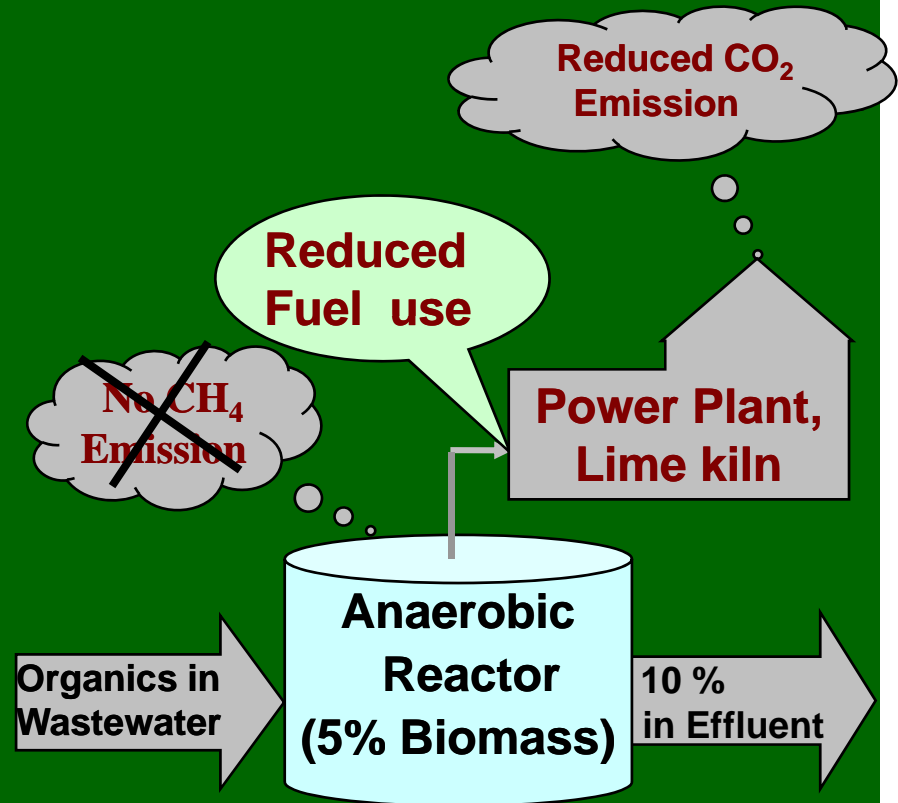 Reduced CO₂
Emission
Reduced
Fuel use
No CH₄
Emission
Power Plant,
Lime kiln
Anaerobic
Reactor
(5% Biomass)
Organics in
Wastewater
10 %
in Effluent